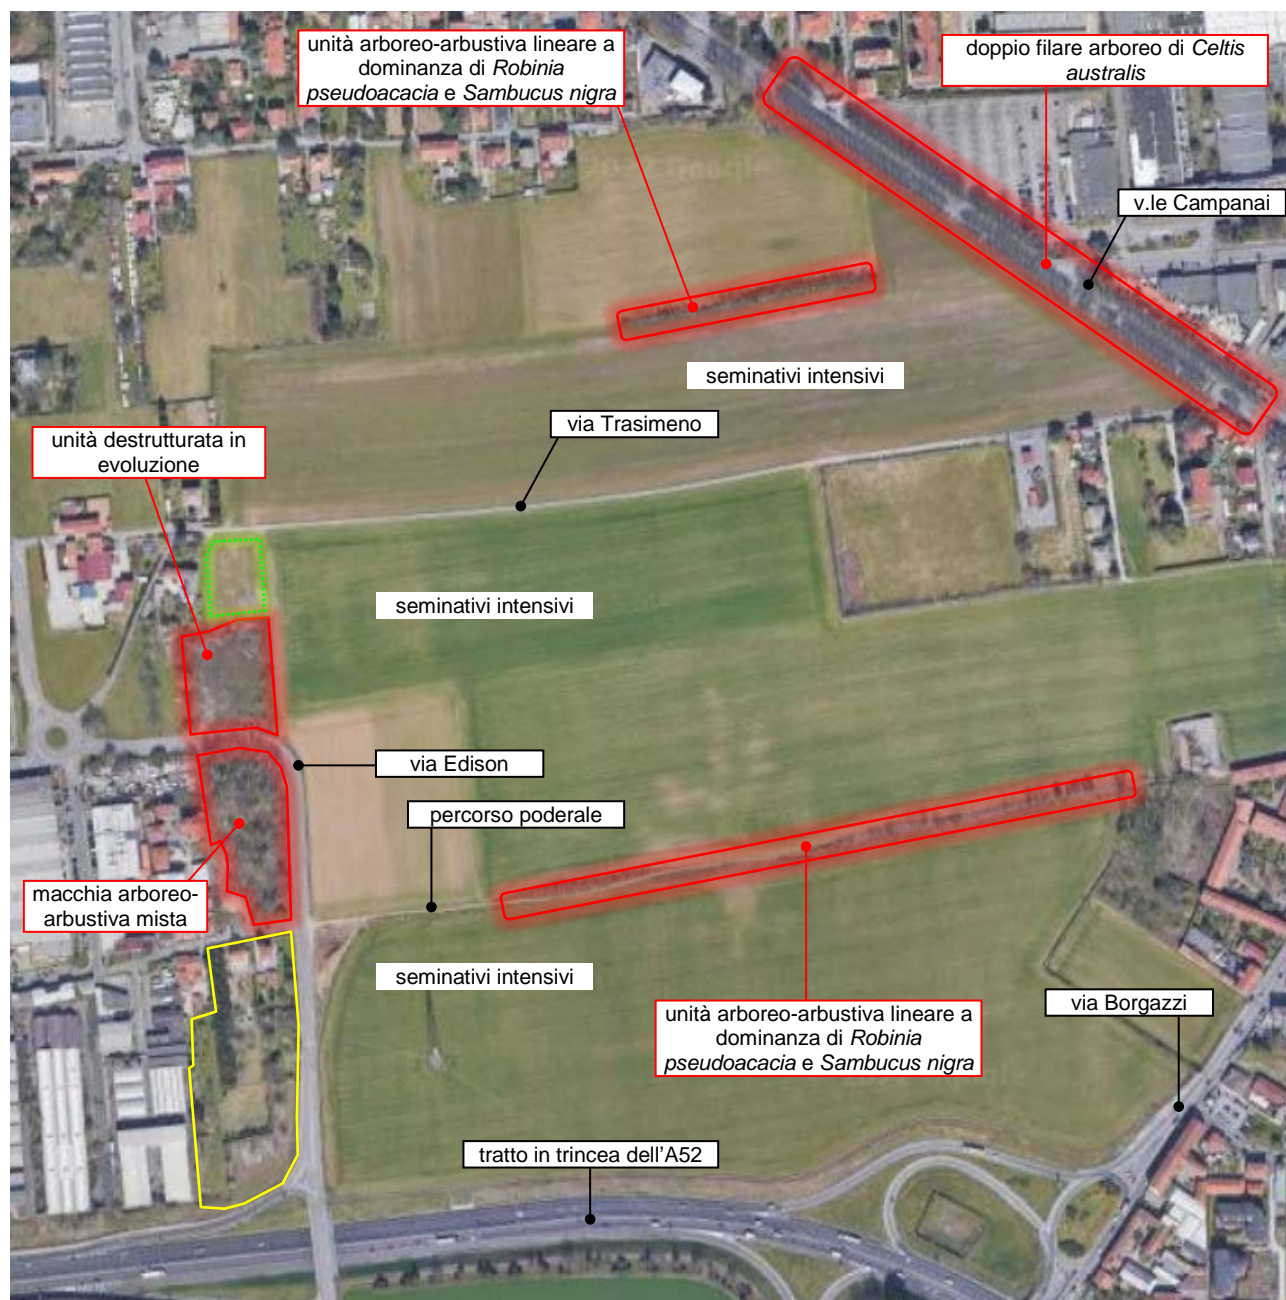 unità arboreo-arbustiva lineare a
dominanza di Robinia
pseudoacacia e Sambucus nigra
doppio filare arboreo di Celtis
australis
v.le Campanai
seminativi intensivi
via Trasimeno
unità destrutturata in
evoluzione
seminativi intensivi
via Edison
percorso poderale
macchia arboreo-
arbustiva mista
seminativi intensivi
unità arboreo-arbustiva lineare a
dominanza di Robinia
pseudoacacia e Sambucus nigra
via Borgazzi
tratto in trincea dell'A52